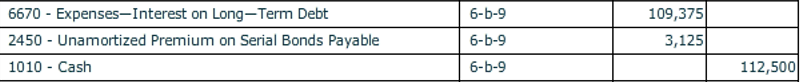 6670 - Expenses—Interest on Long—Term Debt 6-b-9 109,375
2450 - Unamortized Premium on Serial Bonds Payable 6-b-9 3,125
1010 - Cash 6-b-9 112,500